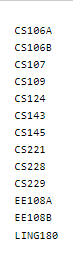 CS106A
CS106B
CS107
CS109
CS124
CS143
CS145
CS221
CS228
CS229
EE108A
EE108B
LING180